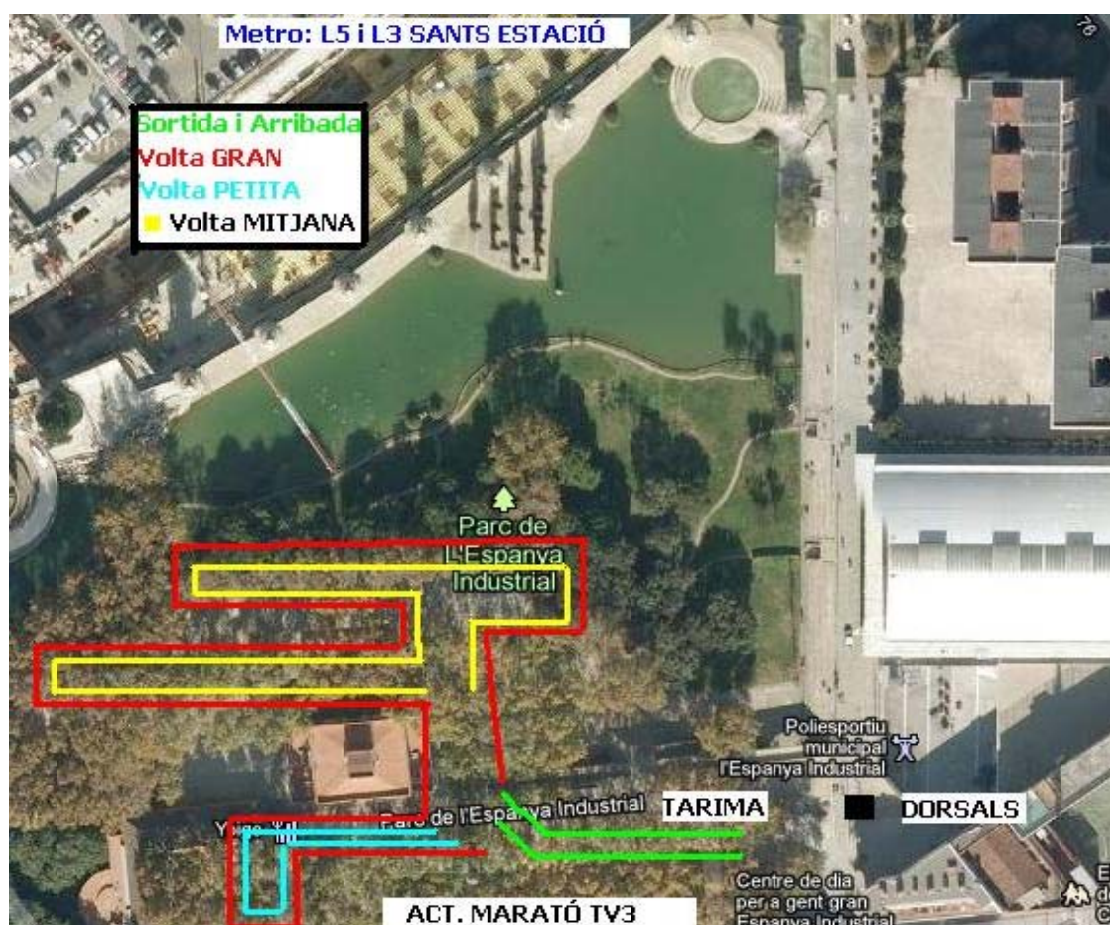 Metro: L5 i L3 SANTS ESTACIÓ
Sortida i Arribada
Volta GRAN
Volta PETITA
Volta MITJANA
Parc de
L'Espanya
Industrial
Poliesportiu
municipal
l'Espanya Industrial
Parc de l'Espanya Industrial
TARIMA
DORSALS
Yoigo
Centre de dia
per a gent gran
Espanya Industrial
ACT. MARATÓ TV3